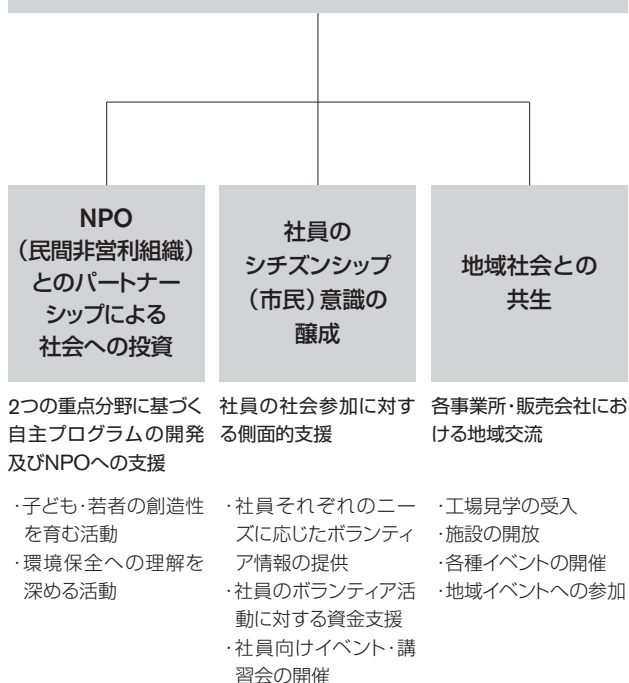 NPO
（民間非営利組織）
とのパートナー
シップによる
社会への投資
2つの重点分野に基づく
自主プログラムの開発
及びNPOへの支援
·子ども·若者の創造性
を育む活動
·環境保全への理解を
深める活動
社員の
シチズンシップ
（市民）意識の
醸成
社員の社会参加に対す
る側面的支援
·社員それぞれのニー
ズに応じたボランティ
ア情報の提供
·社員のボランティア活
動に対する資金支援
·社員向けイベント·講
習会の開催
地域社会との
共生
各事業所·販売会社にお
ける地域交流
·工場見学の受入
·施設の開放
·各種イベントの開催
·地域イベントへの参加